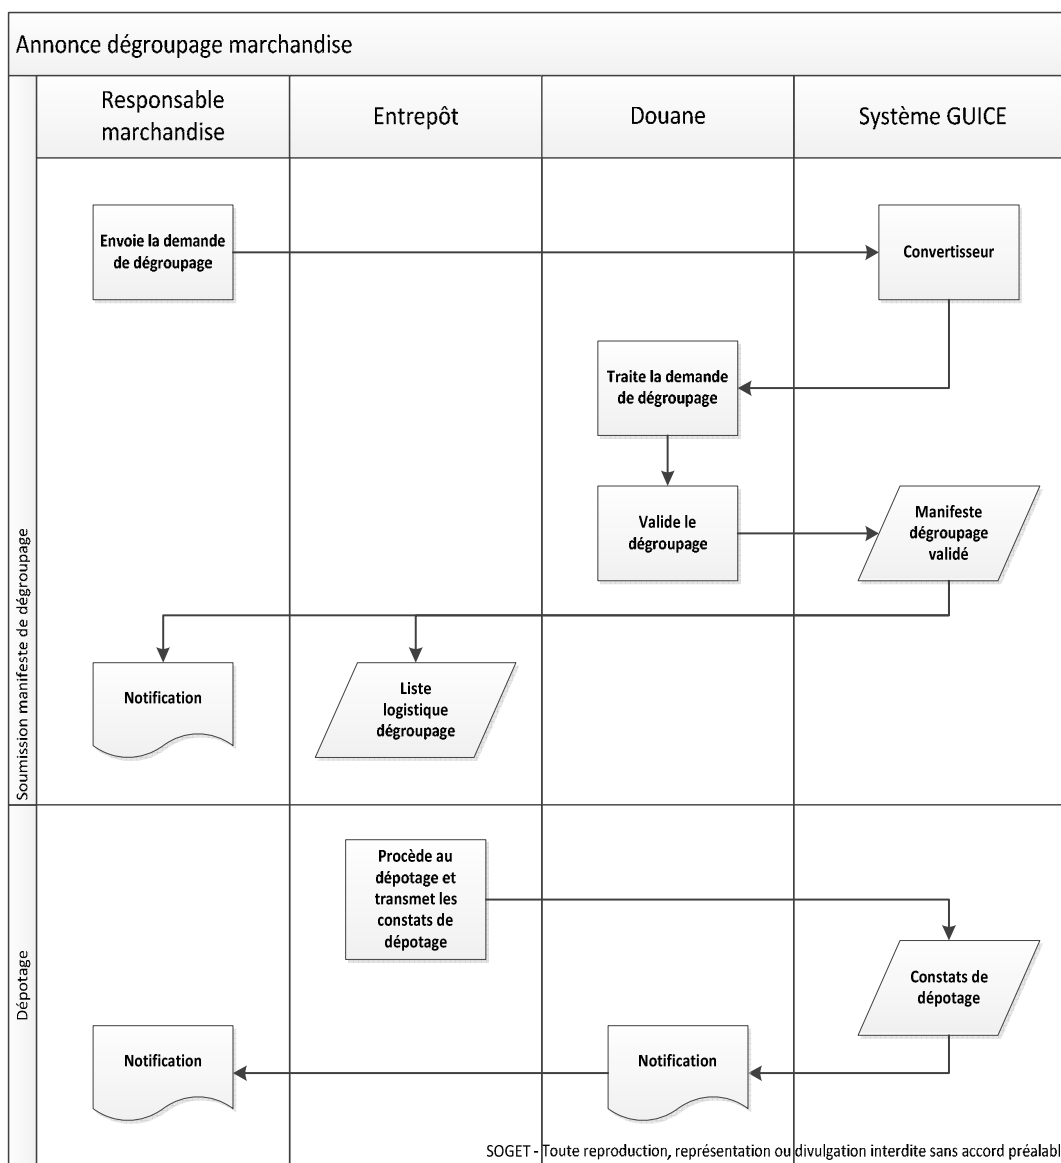 Annonce dégroupage marchandise
Responsable
marchandise
Entrepôt
Douane
Système GUICE
Soumission manifeste de dégroupage
Envoie la demande
de dégroupage
Convertisseur
Traite la demande
de dégroupage
Valide le
dégroupage
Manifeste
dégroupage
validé
Notification
Liste
logistique
dégroupage
Dépotage
Procède au
dépotage et
transmet les
constats de
dépotage
Constats de
dépotage
Notification
Notification
SOGET - Toute reproduction, représentation ou divulgation interdite sans accord préalabl